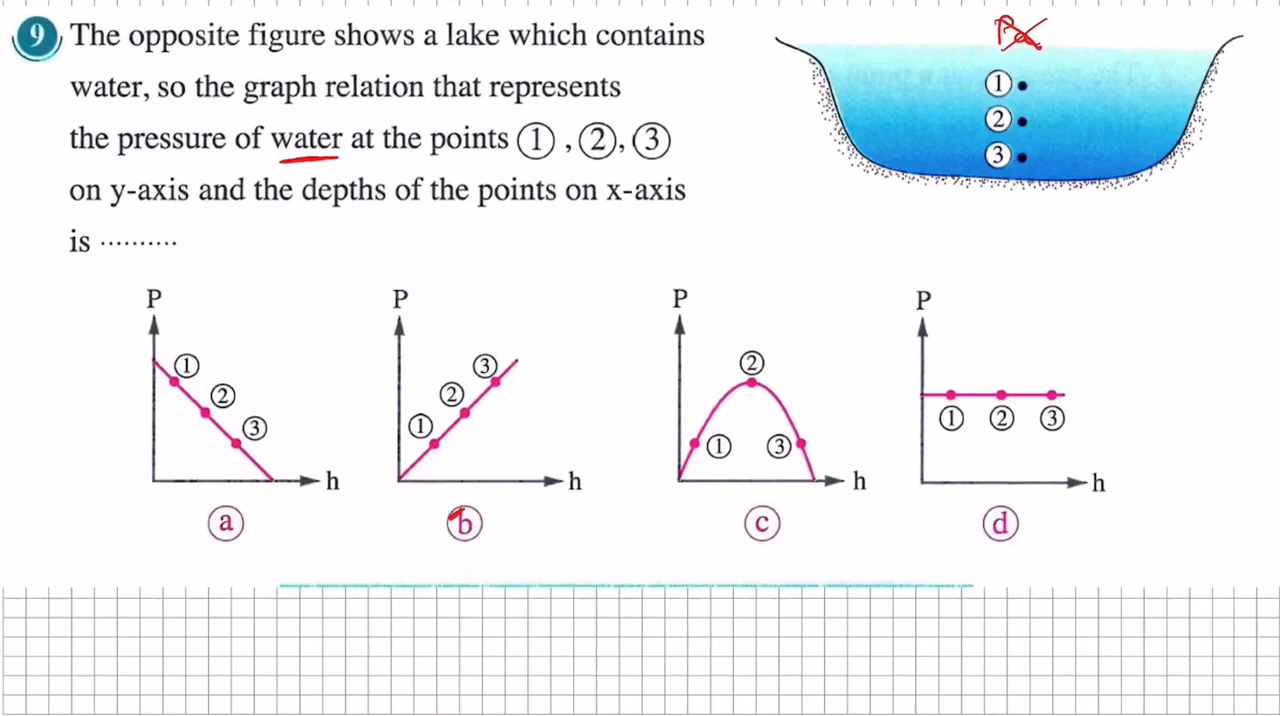 9 The opposite figure shows a lake which contains
water, so the graph relation that represents
the pressure of water at the points ① , ②, ③
on y-axis and the depths of the points on x-axis
is ..........
Pa
①
②
③
P
①
②
③
h
ⓐ
P
③
②
①
h
ⓑ
P
②
①
③
h
ⓒ
P
① ② ③
h
ⓓ